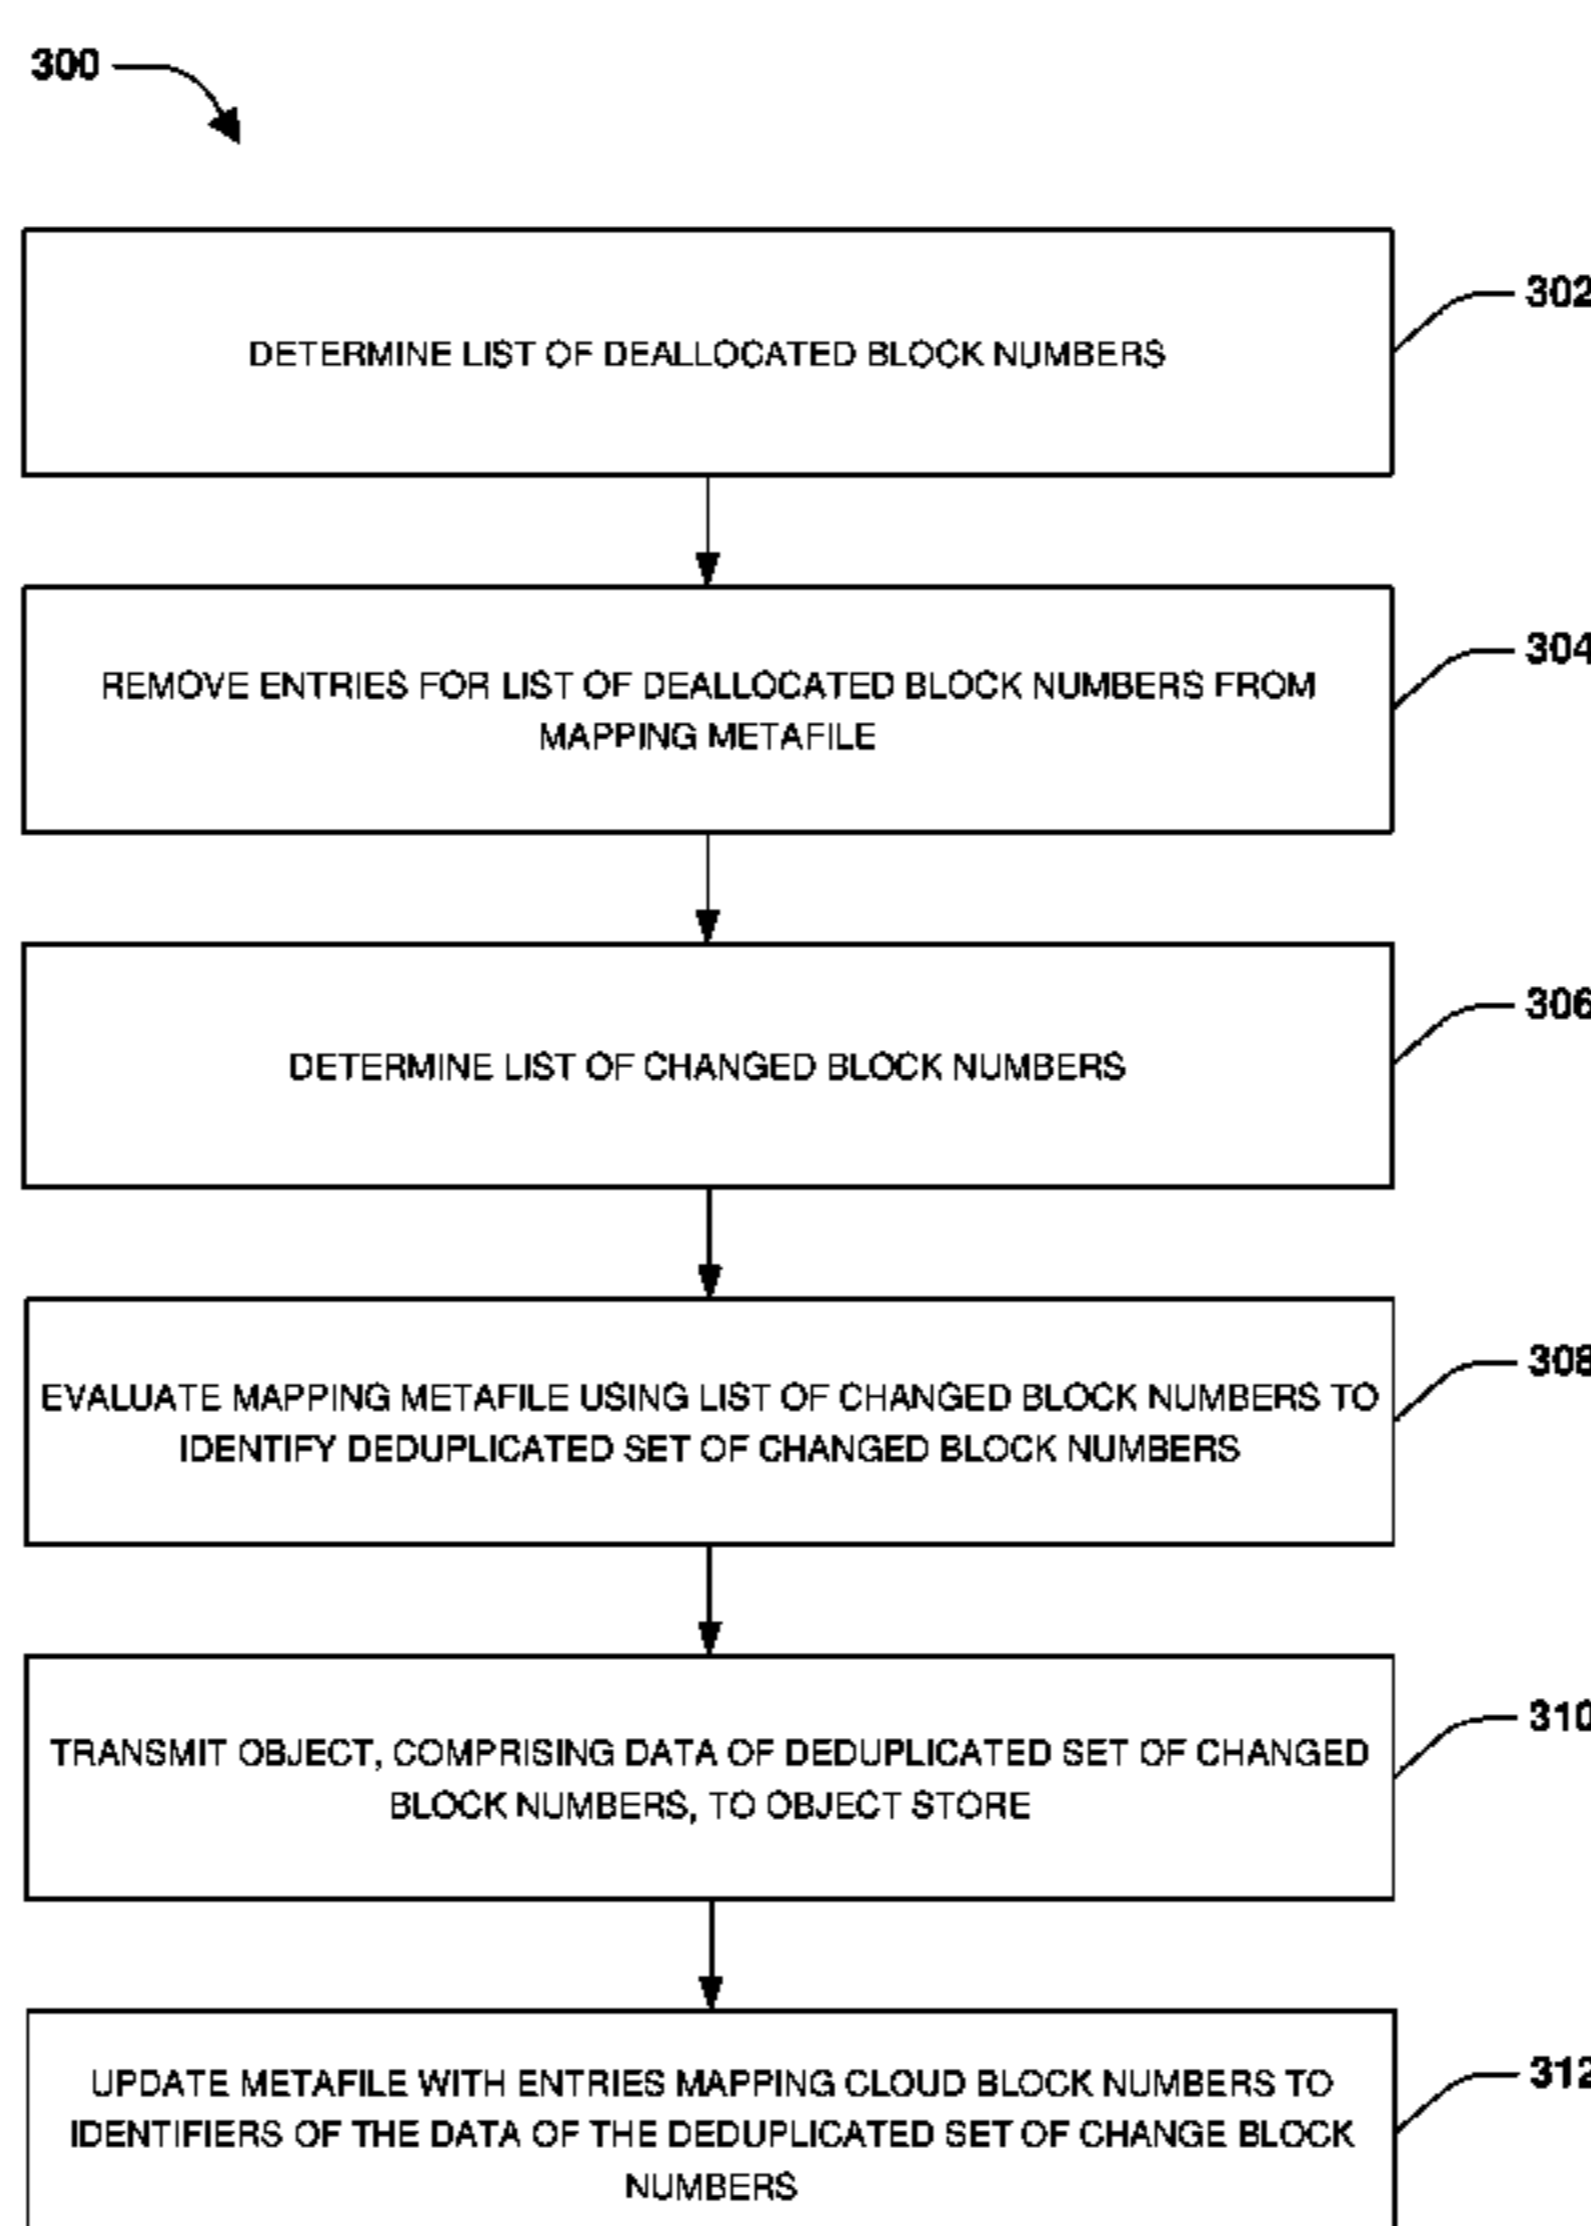 300
302
DETERMINE LIST OF DEALLOCATED BLOCK NUMBERS
304
REMOVE ENTRIES FOR LIST OF DEALLOCATED BLOCK NUMBERS FROM
MAPPING METAFILE
306
DETERMINE LIST OF CHANGED BLOCK NUMBERS
308
EVALUATE MAPPING METAFILE USING LIST OF CHANGED BLOCK NUMBERS TO
IDENTIFY DEDUPLICATED SET OF CHANGED BLOCK NUMBERS
310
TRANSMIT OBJECT, COMPRISING DATA OF DEDUPLICATED SET OF CHANGED
BLOCK NUMBERS, TO OBJECT STORE
312
UPDATE METAFILE WITH ENTRIES MAPPING CLOUD BLOCK NUMBERS TO
IDENTIFIERS OF THE DATA OF THE DEDUPLICATED SET OF CHANGE BLOCK
NUMBERS